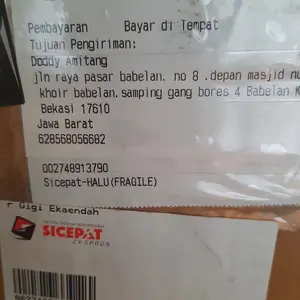 Pembayaran Bayar di Tempat
Tujuan Pengiriman:
Doddy Amitang
jln raya pasar babelan. no 8 .depan masjid nu
khoir babelan.samping gang bores 4 Babelan K
Bekasi 17610
Jawa Barat
628568056682
002748913790
Sicepat-HALU(FRAGILE)
r Gigi Ekaendah
SICEPAT
EKSPRES